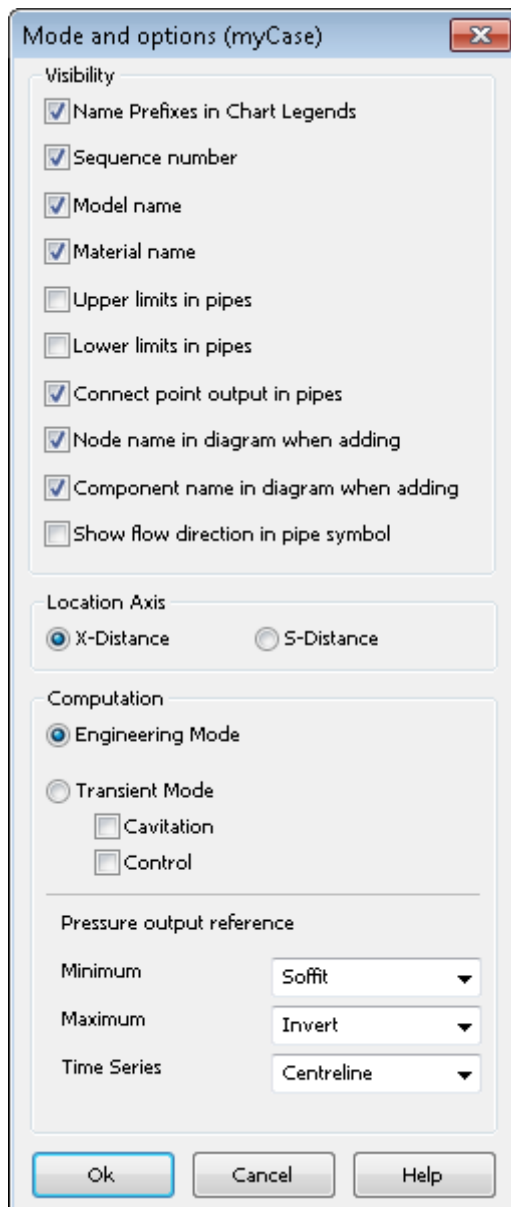 Mode and options (myCase)
Visibility
Name Prefixes in Chart Legends
Sequence number
Model name
Material name
Upper limits in pipes
Lower limits in pipes
Connect point output in pipes
Node name in diagram when adding
Component name in diagram when adding
Show flow direction in pipe symbol
Location Axis
X-Distance S-Distance
Computation
Engineering Mode
Transient Mode
Cavitation
Control
Pressure output reference
Minimum Soffit
Maximum Invert
Time Series Centreline
Ok Cancel Help